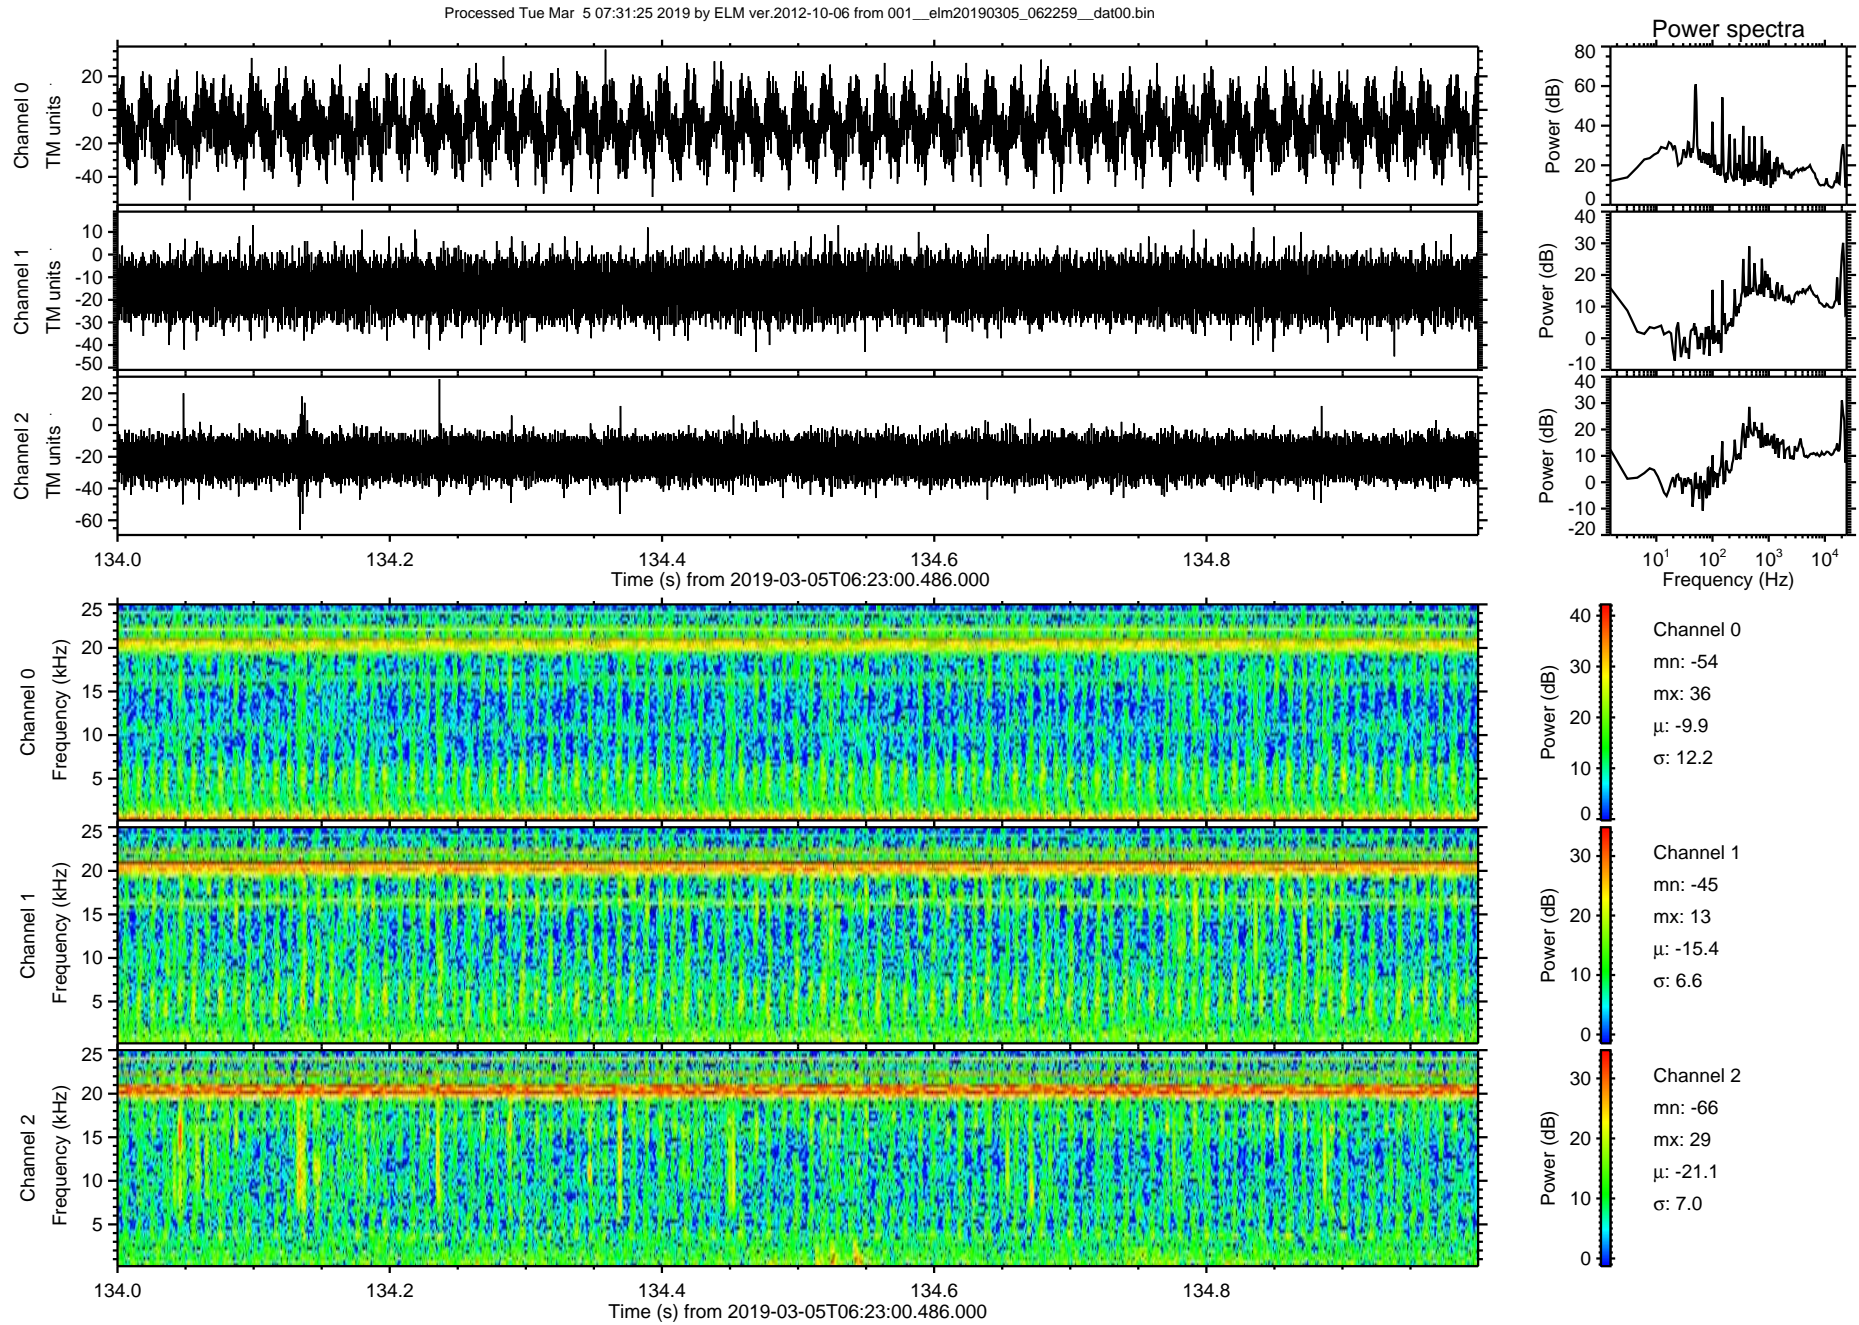 Processed Tue Mar  5 07:31:25 2019 by ELM ver.2012-10-06 from 001__elm20190305_062259__dat00.bin
Power spectra
Channel 0
TM units
20
0
-20
-40
Power (dB)
80
60
40
20
0
Channel 1
TM units
10
0
-10
-20
-30
-40
-50
Power (dB)
40
30
20
10
0
-10
Channel 2
TM units
20
0
-20
-40
-60
Power (dB)
40
30
20
10
0
-10
-20
134.0 134.2 134.4 134.6 134.8
Time (s) from 2019-03-05T06:23:00.486.000
10^1 10^2 10^3 10^4
Frequency (Hz)
Channel 0
Frequency (kHz)
25
20
15
10
5
Power (dB)
40
30
20
10
0
Channel 0
mn: -54
mx: 36
μ: -9.9
σ: 12.2
Channel 1
Frequency (kHz)
25
20
15
10
5
Power (dB)
30
20
10
0
Channel 1
mn: -45
mx: 13
μ: -15.4
σ: 6.6
Channel 2
Frequency (kHz)
25
20
15
10
5
Power (dB)
30
20
10
0
Channel 2
mn: -66
mx: 29
μ: -21.1
σ: 7.0
134.0 134.2 134.4 134.6 134.8
Time (s) from 2019-03-05T06:23:00.486.000